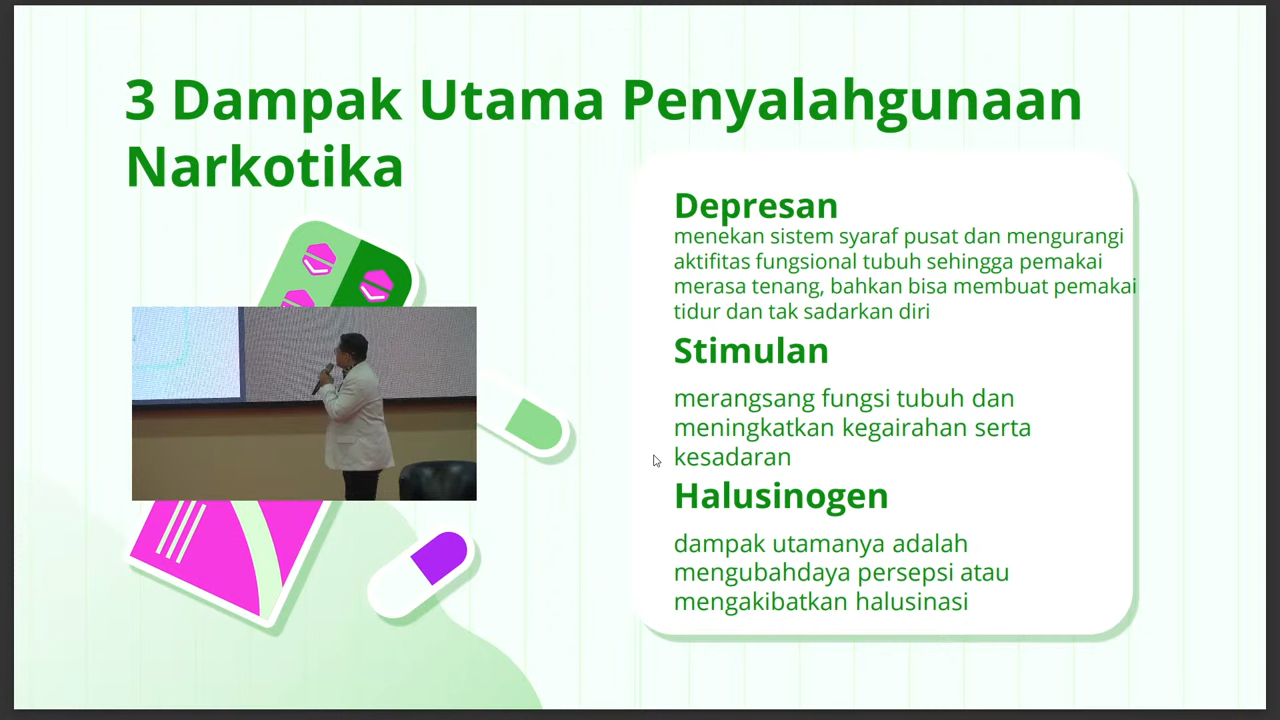 3 Dampak Utama Penyalahgunaan
Narkotika
Depresan
menekan sistem syaraf pusat dan mengurangi
aktifitas fungsional tubuh sehingga pemakai
merasa tenang, bahkan bisa membuat pemakai
tidur dan tak sadarkan diri
Stimulan
merangsang fungsi tubuh dan
meningkatkan kegairahan serta
kesadaran
Halusinogen
dampak utamanya adalah
mengubahdaya persepsi atau
mengakibatkan halusinasi